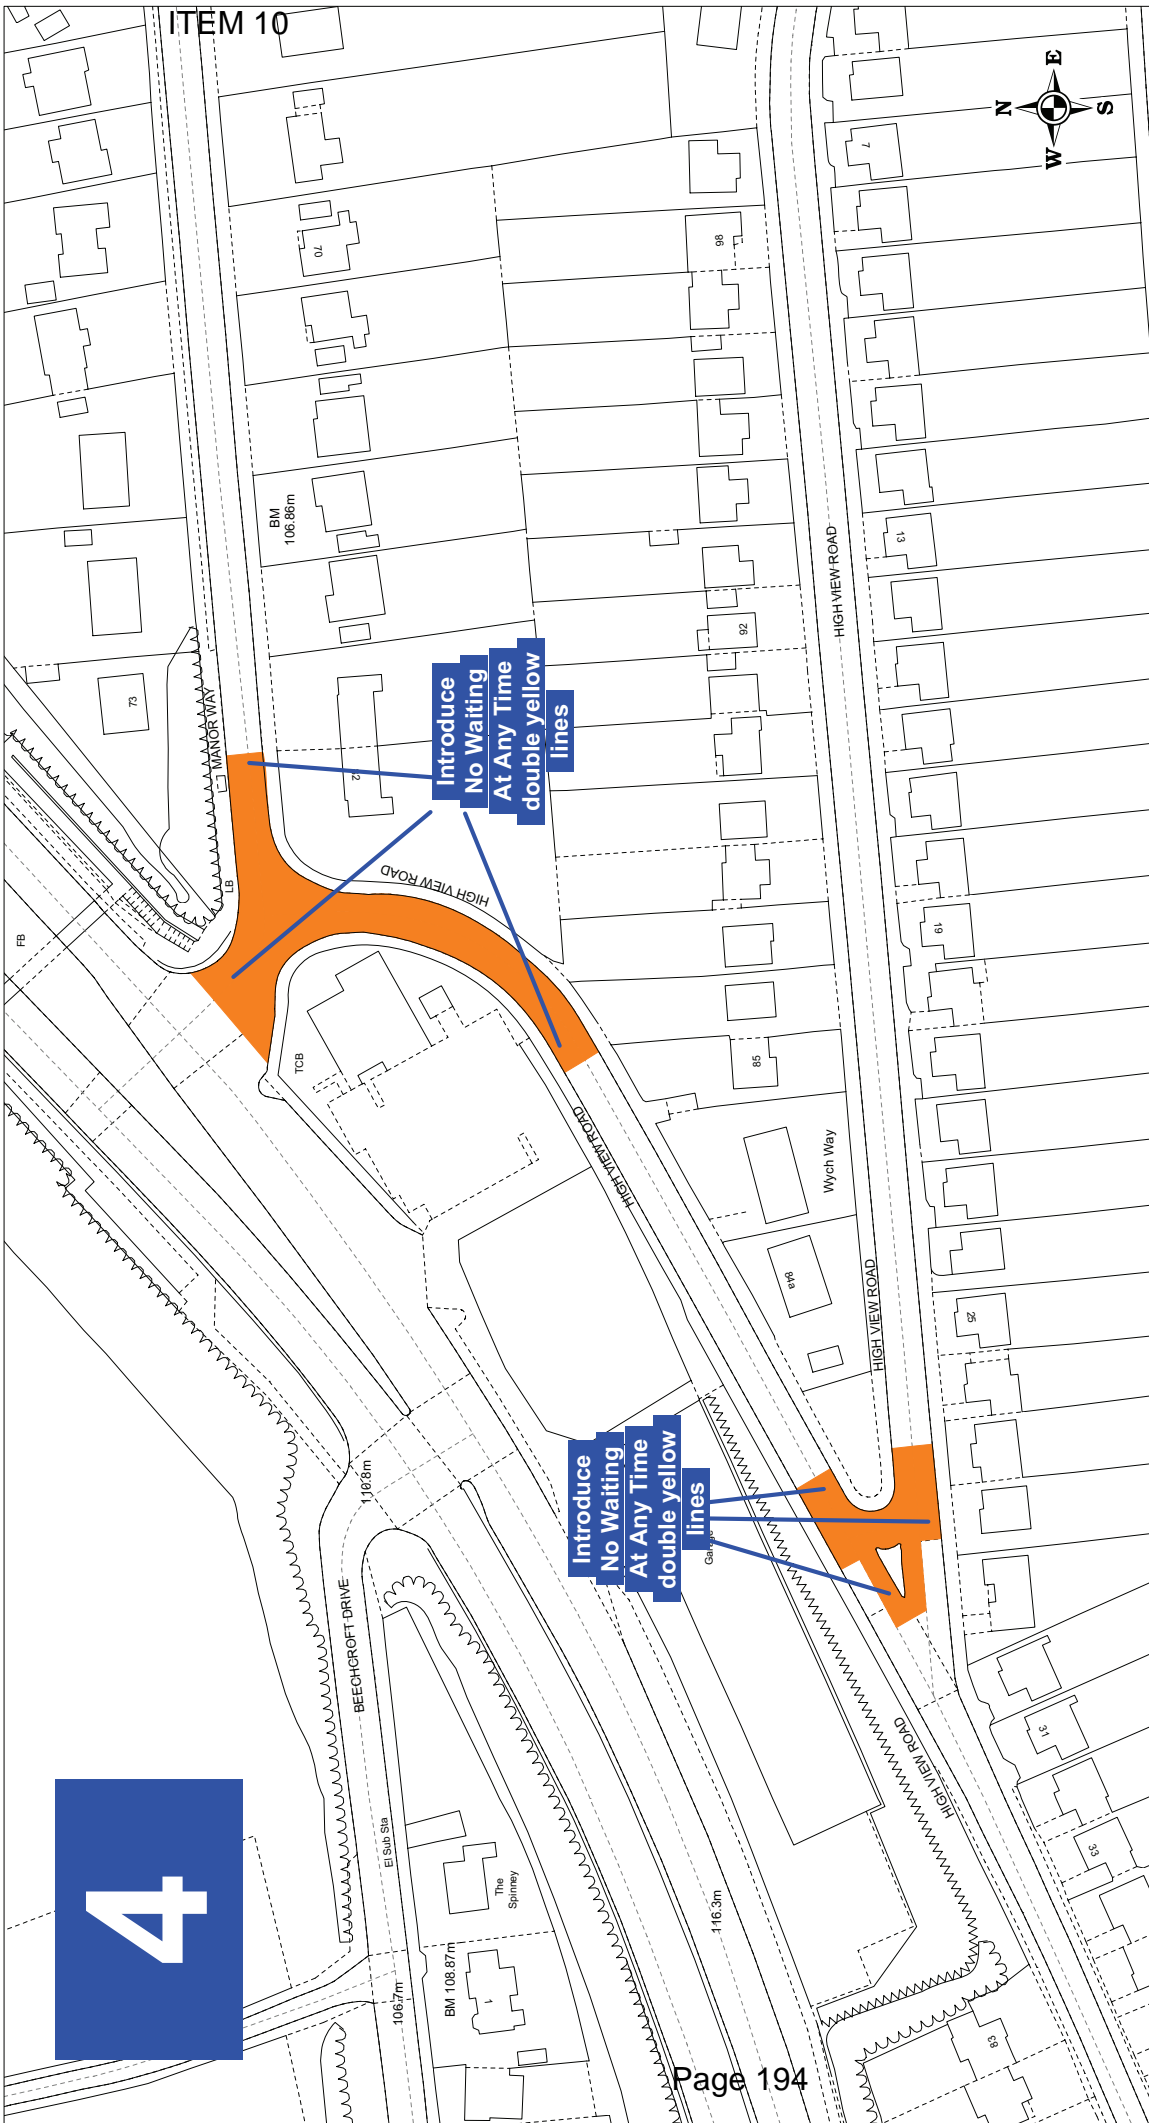 ITEM 10
N
E
S
W
7
70
98
BM
106.86m
13
HIGH VIEW ROAD
92
73
MANOR WAY
Introduce
No Waiting
At Any Time
double yellow
lines
LB
HIGH VIEW ROAD
FB
19
TCB
85
HIGH VIEW ROAD
Wych Way
84a
HIGH VIEW ROAD
25
110.8m
Introduce
No Waiting
At Any Time
double yellow
lines
BEECHCROFT DRIVE
HIGH VIEW ROAD
31
33
El Sub Sta
The
Spinney
116.3m
BM 108.87m
1
106.7m
83
4
Page 194